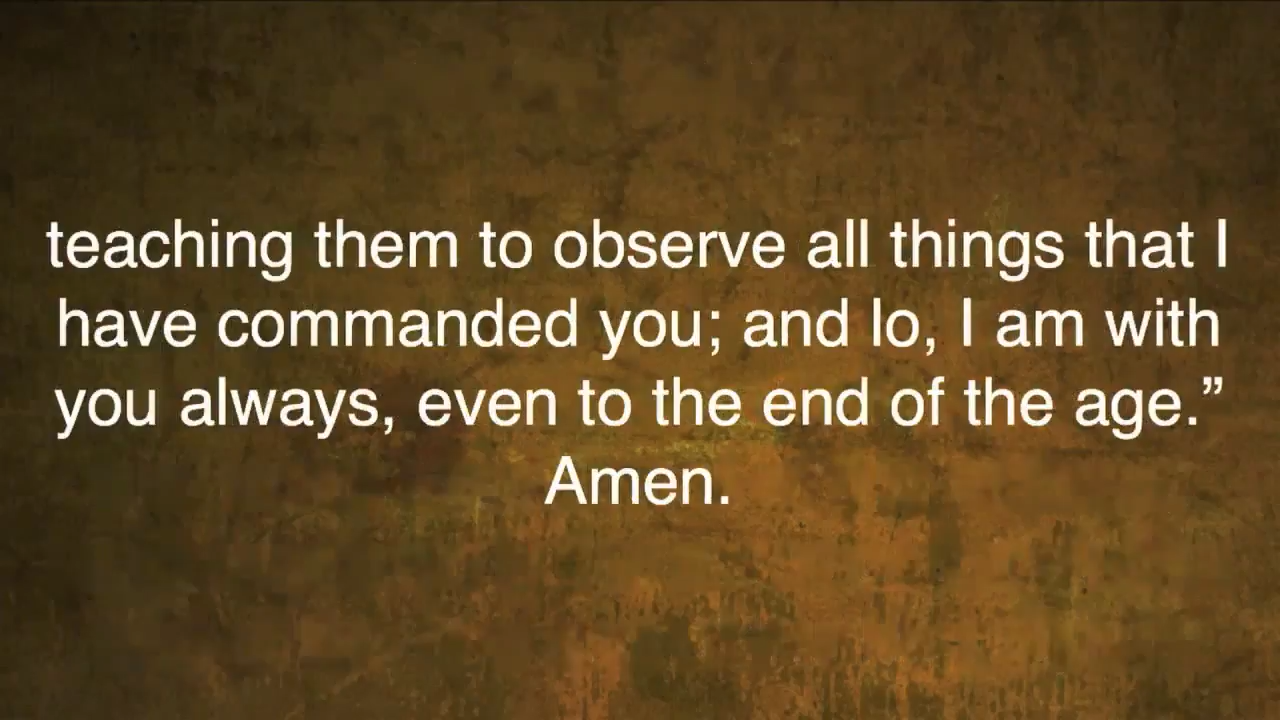 teaching them to observe all things that I
have commanded you; and lo, I am with
you always, even to the end of the age.”
Amen.